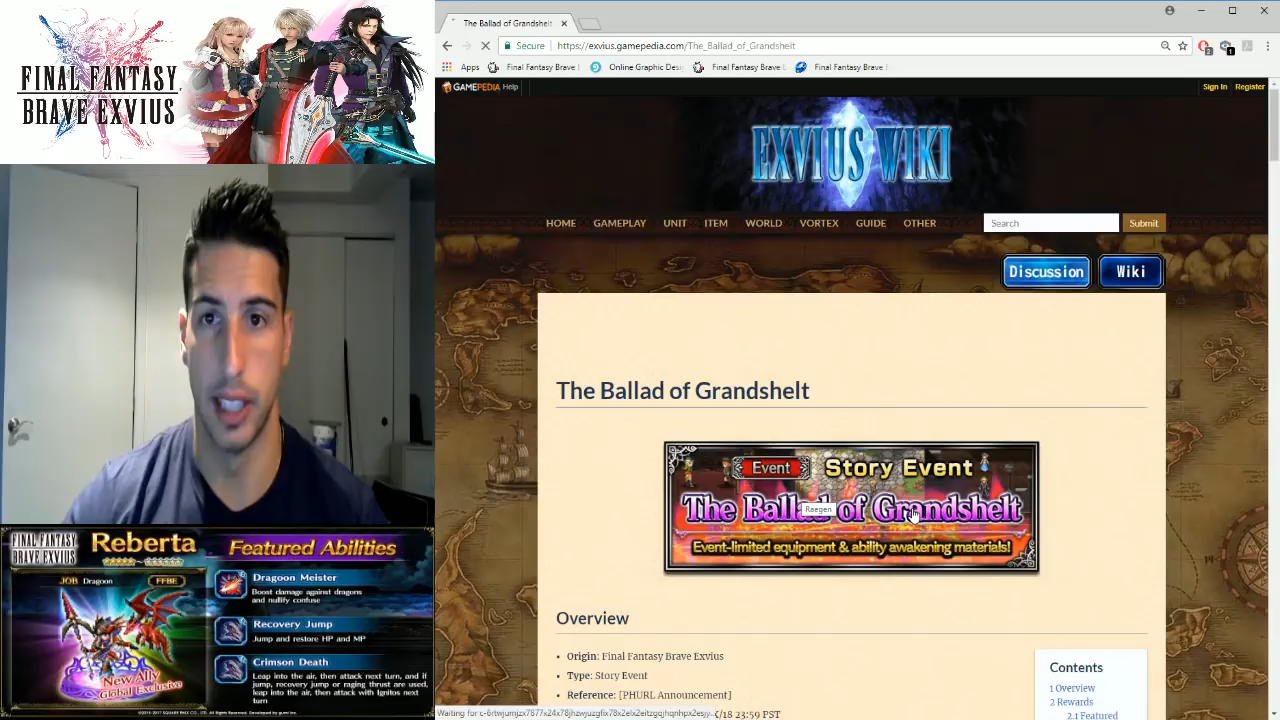 FINAL FANTASY
BRAVE EXVIUS
The Ballad of Grandshelt
Secure
https://exvius.gamepedia.com/The_Ballad_of_Grandshelt
Apps
Final Fantasy Brave
Online Graphic Desi
Final Fantasy Brave
Final Fantasy Brave
GAMEPEDIA Help
Sign In Register
EXVIUS WIKI
HOME GAMEPLAY UNIT ITEM WORLD VORTEX GUIDE OTHER
Search
Submit
Discussion
Wiki
The Ballad of Grandshelt
Event
Story Event
The Ballad of Grandshelt
Raegen
Event-limited equipment & ability awakening materials!
Overview
• Origin: Final Fantasy Brave Exvius
• Type: Story Event
• Reference: [PHURL Announcement]
/18 23:59 PST
Contents
1 Overview
2 Rewards
2.1 Featured
FINAL FANTASY
BRAVE EXVIUS
Reberta
Featured Abilities
JOB Dragoon
FFBE
New Ally
Global Exclusive
Dragoon Meister
Boost damage against dragons
and nullify confuse
Recovery Jump
Jump and restore HP and MP
Crimson Death
Leap into the air, then attack next turn, and if
jump, recovery jump or raging thrust are used,
leap into the air, then attack with Ignitos next
turn